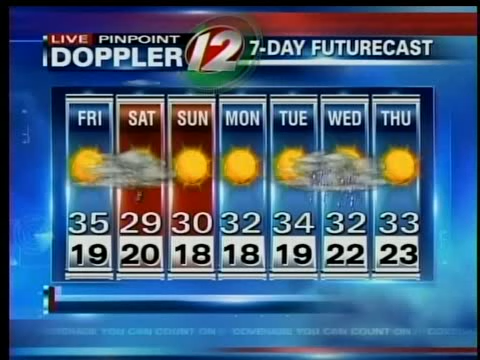 LIVE PINPOINT
DOPPLER 12 7-DAY FUTURECAST
FRI SAT SUN MON TUE WED THU
35 29 30 32 34 32 33
19 20 18 18 19 22 23
COVERAGE YOU CAN COUNT ON COVERAGE YOU CAN COUNT ON